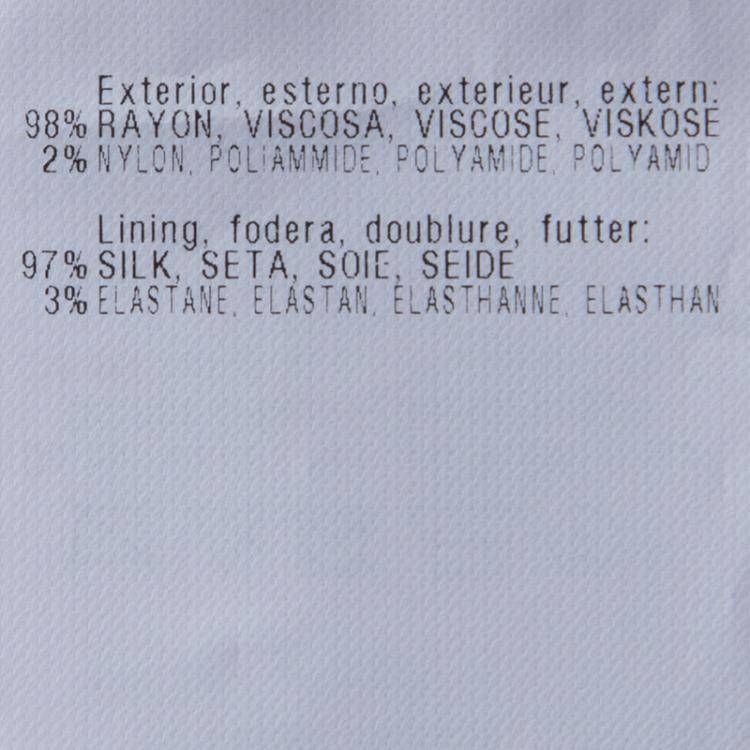 Exterior, esterno, exterieur, extern:
98% RAYON, VISCOSA, VISCOSE, VISKOSE
2% NYLON, POLIAMMIDE, POLYAMIDE, POLYAMID
Lining, fodera, doublure, futter:
97% SILK, SETA, SOIE, SEIDE
3% ELASTANE, ELASTAN, ELASTHANNE, ELASTHAN